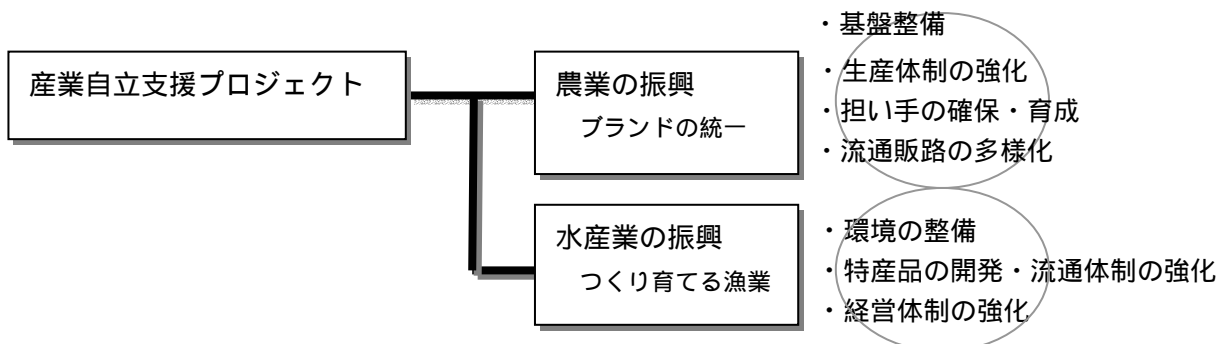 産業自立支援プロジェクト
農業の振興
ブランドの統一
・基盤整備
・生産体制の強化
・担い手の確保・育成
・流通販路の多様化
水産業の振興
つくり育てる漁業
・環境の整備
・特産品の開発・流通体制の強化
・経営体制の強化